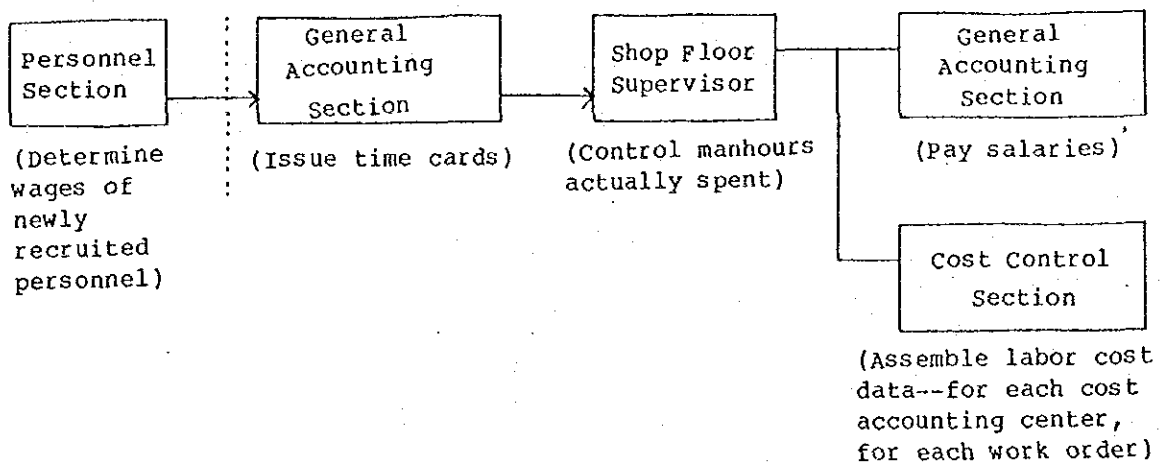 Personnel
Section
(Determine
wages of
newly
recruited
personnel)
General
Accounting
Section
(Issue time cards)
Shop Floor
Supervisor
(Control manhours
actually spent)
General
Accounting
Section
(Pay salaries)
Cost Control
Section
(Assemble labor cost
data--for each cost
accounting center,
for each work order)